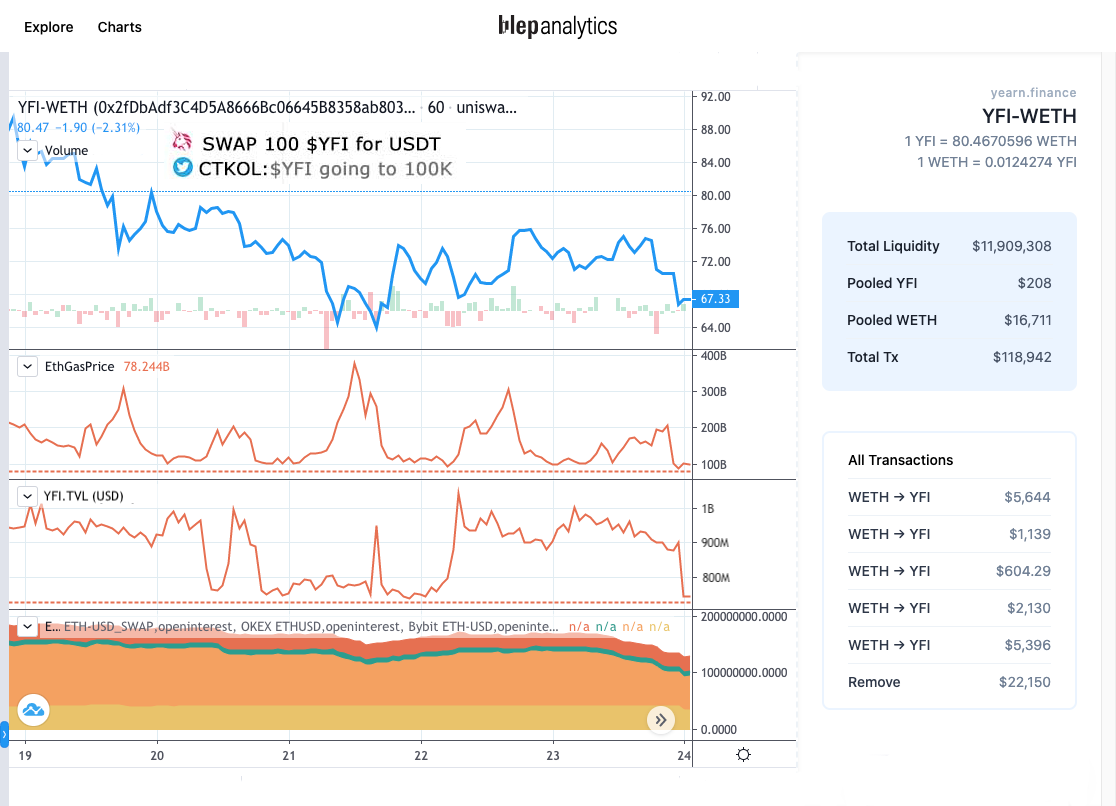 Explore Charts
blepanalytics
YFI-WETH (0x2fDbAdf3C4D5A8666Bc06645B8358ab803... · 60 · uniswa...
80.47 −1.90 (−2.31%)
Volume
SWAP 100 $YFI for USDT
CTKOL:$YFI going to 100K
92.00
88.00
84.00
80.00
76.00
72.00
67.33
64.00
EthGasPrice 78.244B
400B
300B
200B
100B
YFI.TVL (USD)
1B
900M
800M
E... ETH-USD_SWAP,openinterest, OKEX ETHUSD,openinterest, Bybit ETH-USD,openinte... n/a n/a n/a n/a
200000000.0000
100000000.0000
0.0000
19 20 21 22 23 24
yearn.finance
YFI-WETH
1 YFI = 80.4670596 WETH
1 WETH = 0.0124274 YFI
Total Liquidity $11,909,308
Pooled YFI $208
Pooled WETH $16,711
Total Tx $118,942
All Transactions
WETH → YFI $5,644
WETH → YFI $1,139
WETH → YFI $604.29
WETH → YFI $2,130
WETH → YFI $5,396
Remove $22,150